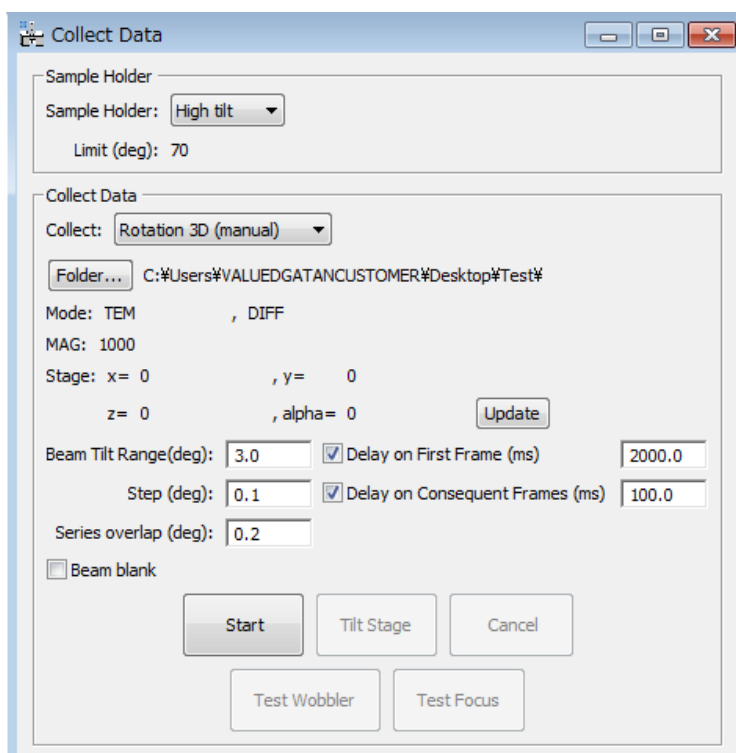 Collect Data
Sample Holder
Sample Holder: High tilt
Limit (deg): 70
Collect Data
Collect: Rotation 3D (manual)
Folder... C:¥Users¥VALUEDGATANCUSTOMER¥Desktop¥Test¥
Mode: TEM , DIFF
MAG: 1000
Stage: x= 0 , y= 0
z= 0 , alpha= 0 Update
Beam Tilt Range(deg): 3.0 Delay on First Frame (ms) 2000.0
Step (deg): 0.1 Delay on Consequent Frames (ms) 100.0
Series overlap (deg): 0.2
Beam blank
Start Tilt Stage Cancel
Test Wobbler Test Focus